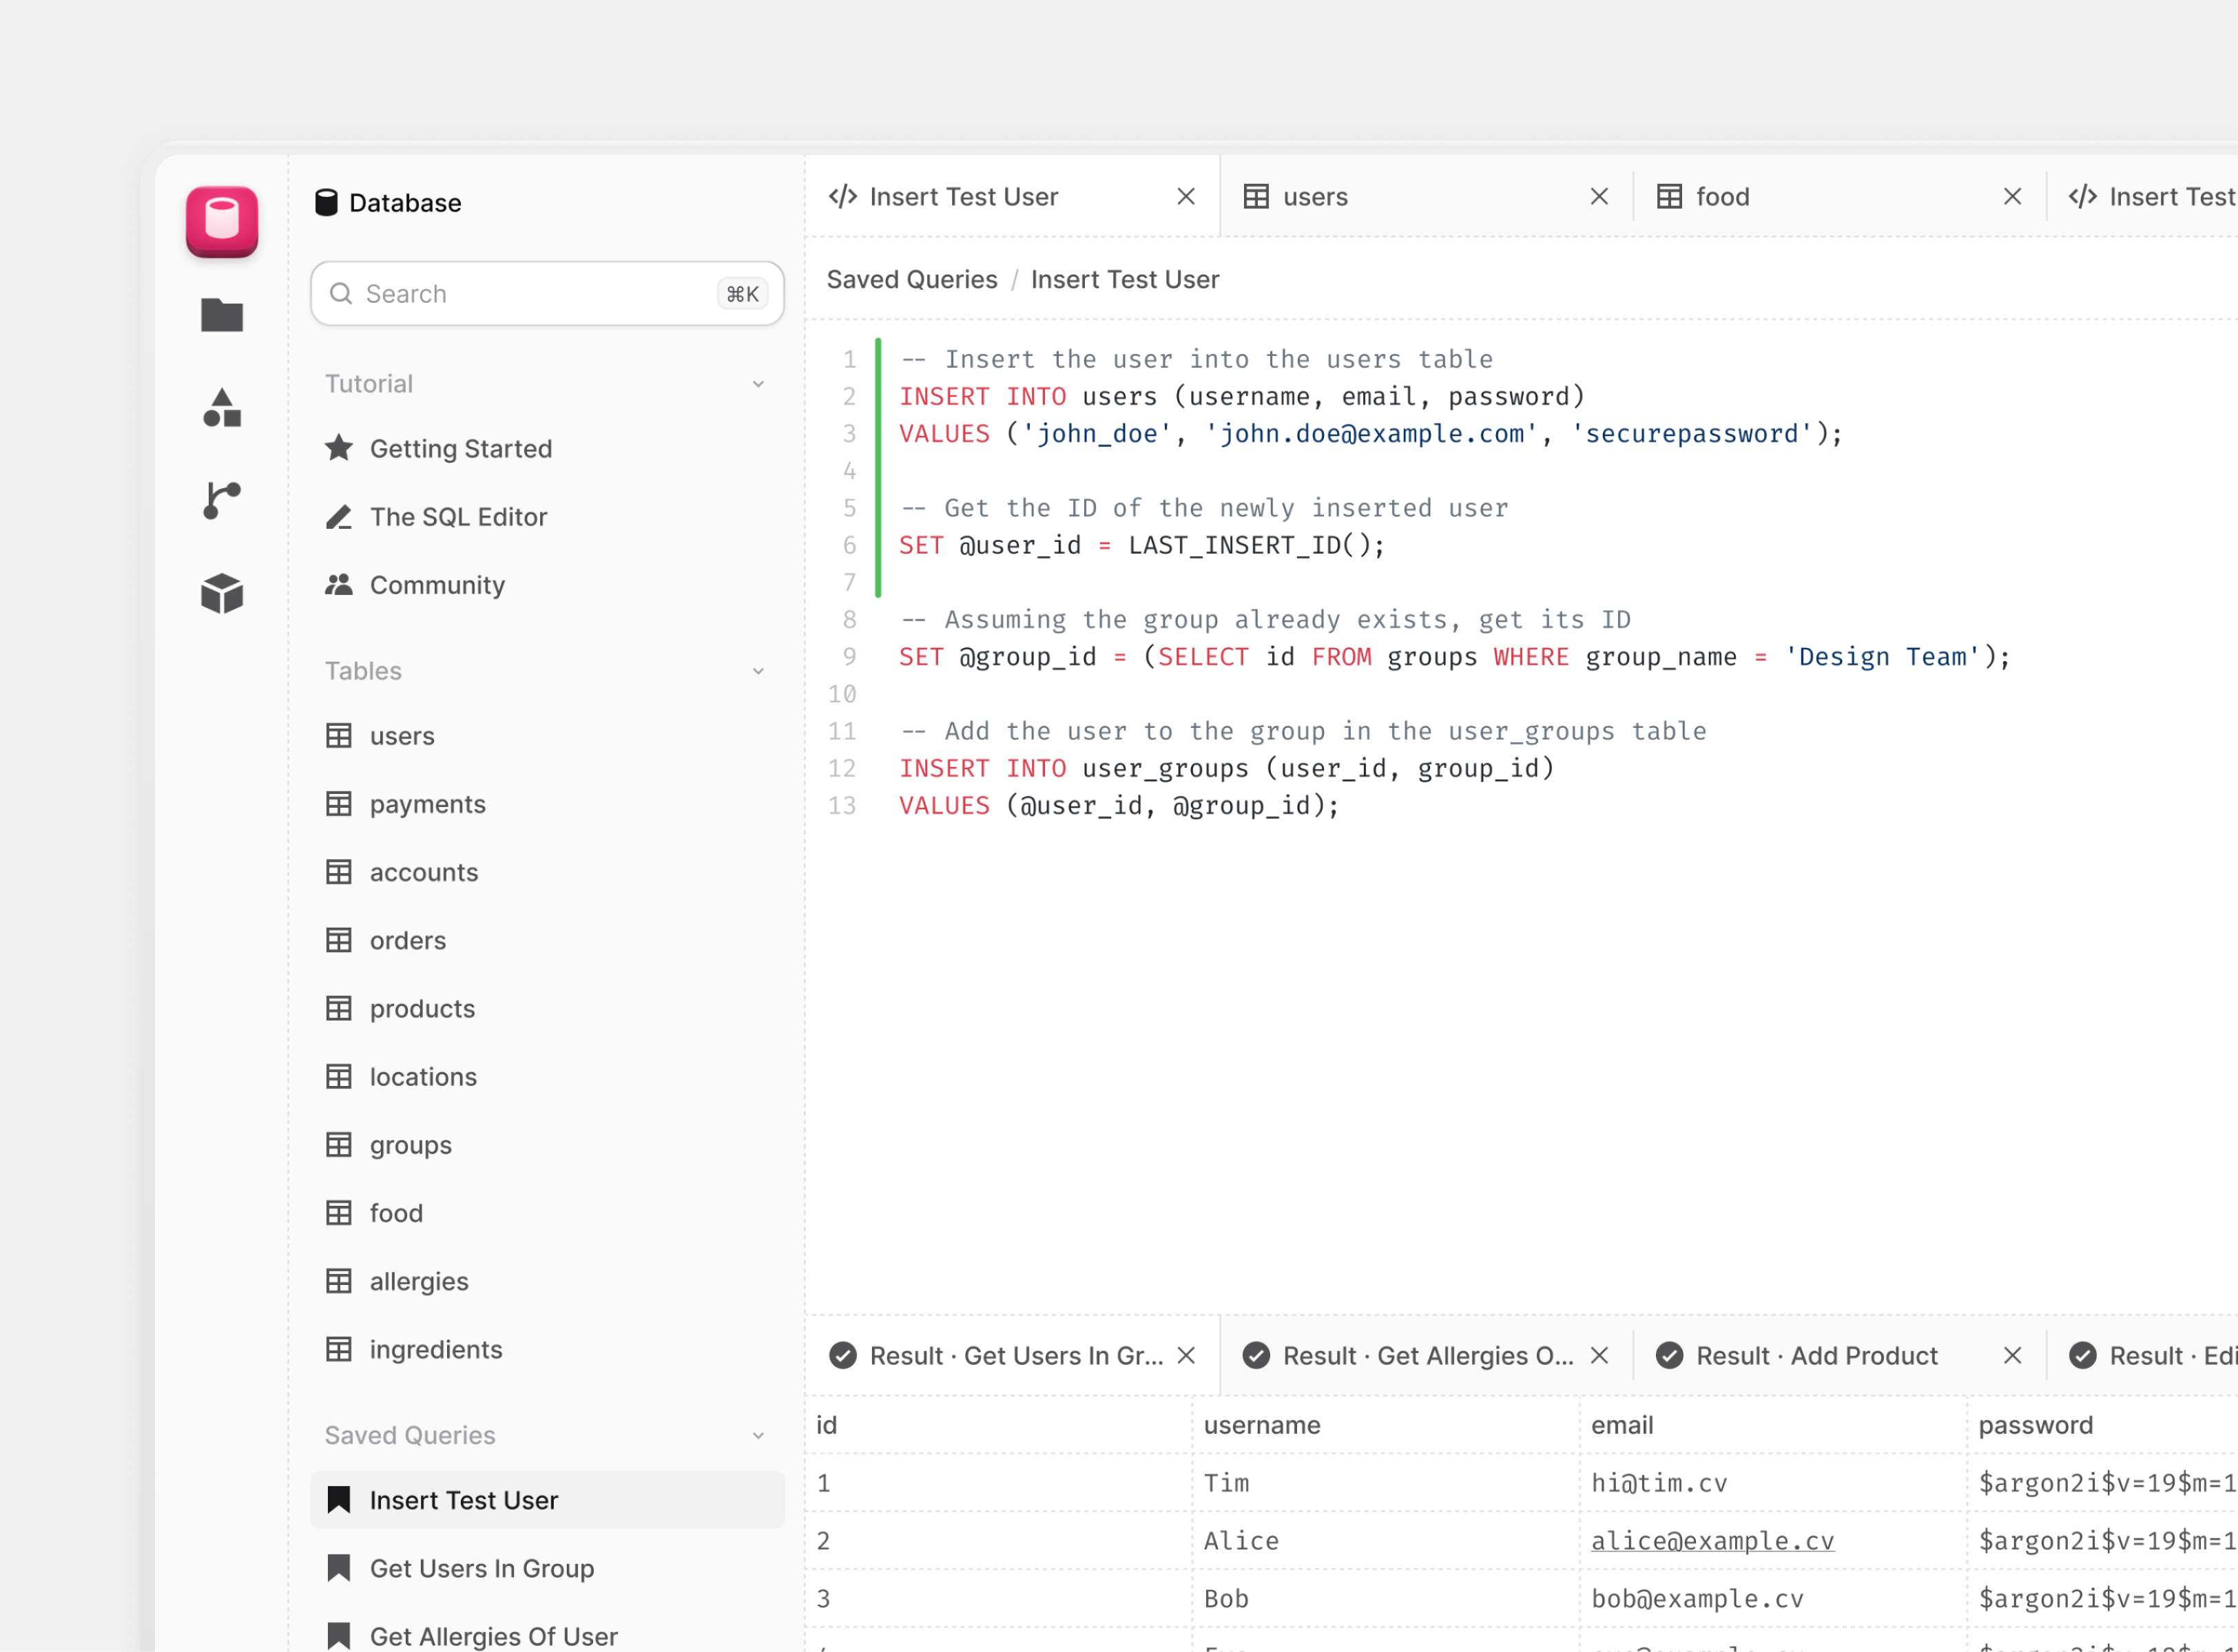 Database
Search
⌘K
Tutorial
Getting Started
The SQL Editor
Community
Tables
users
payments
accounts
orders
products
locations
groups
food
allergies
ingredients
Saved Queries
Insert Test User
Get Users In Group
Get Allergies Of User
Insert Test User
users
food
Insert Test
Saved Queries / Insert Test User
1 -- Insert the user into the users table
2 INSERT INTO users (username, email, password)
3 VALUES ('john_doe', 'john.doe@example.com', 'securepassword');
4
5 -- Get the ID of the newly inserted user
6 SET @user_id = LAST_INSERT_ID();
7
8 -- Assuming the group already exists, get its ID
9 SET @group_id = (SELECT id FROM groups WHERE group_name = 'Design Team');
10
11 -- Add the user to the group in the user_groups table
12 INSERT INTO user_groups (user_id, group_id)
13 VALUES (@user_id, @group_id);
Result · Get Users In Gr...
Result · Get Allergies O...
Result · Add Product
Result · Edi
id username email password
1 Tim hi@tim.cv $argon2i$v=19$m=1
2 Alice alice@example.cv $argon2i$v=19$m=1
3 Bob bob@example.cv $argon2i$v=19$m=1